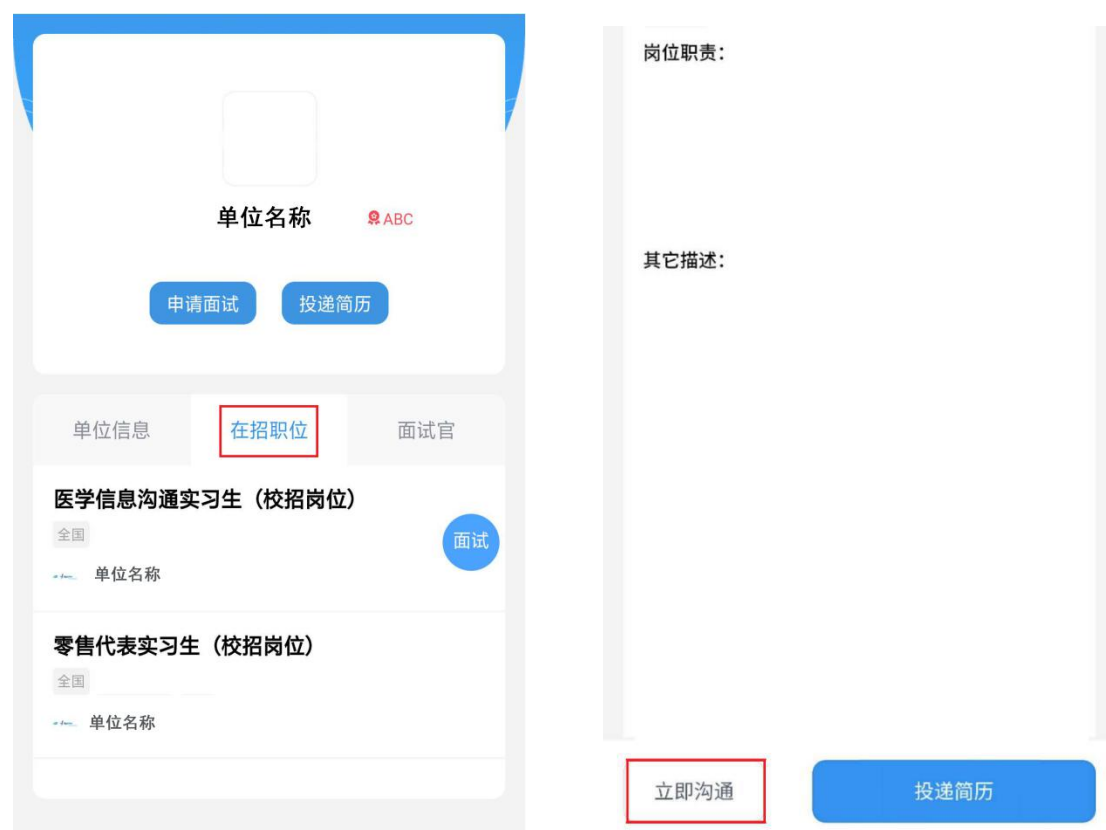 单位名称 ABC
申请面试 投递简历
单位信息 在招职位 面试官
医学信息沟通实习生（校招岗位）
全国
面试
单位名称
零售代表实习生（校招岗位）
全国
单位名称
岗位职责：
其它描述：
立即沟通 投递简历